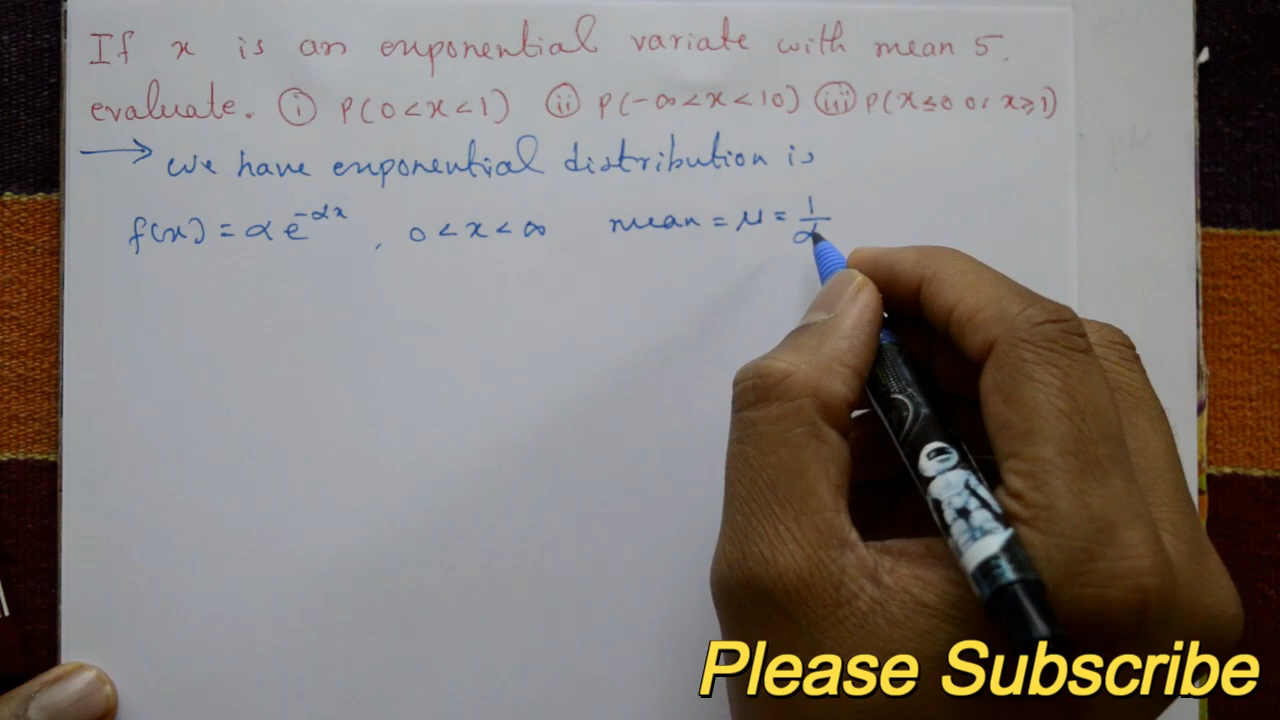 If x is an exponential variate with mean 5.
evaluate. (i) P(0<x<1) (ii) P(-∞<x<10) (iii) P(x≤0 or x≥1)
→ we have exponential distribution is
f(x) = αe^{-αx}, 0<x<∞ mean = μ = 1/α
Please Subscribe